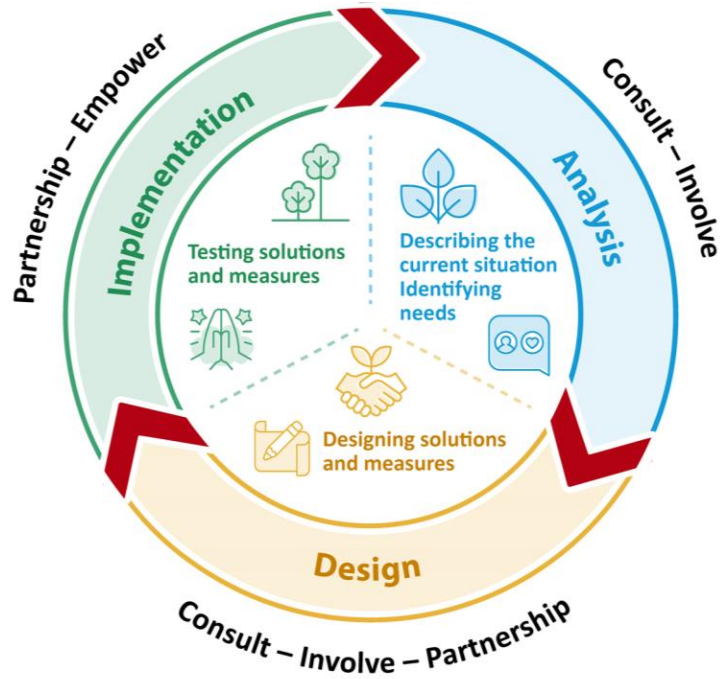 Partnership – Empower
Implementation
Testing solutions
and measures
Consult – Involve
Analysis
Describing the
current situation
Identifying
needs
Designing solutions
and measures
Design
Consult – Involve – Partnership